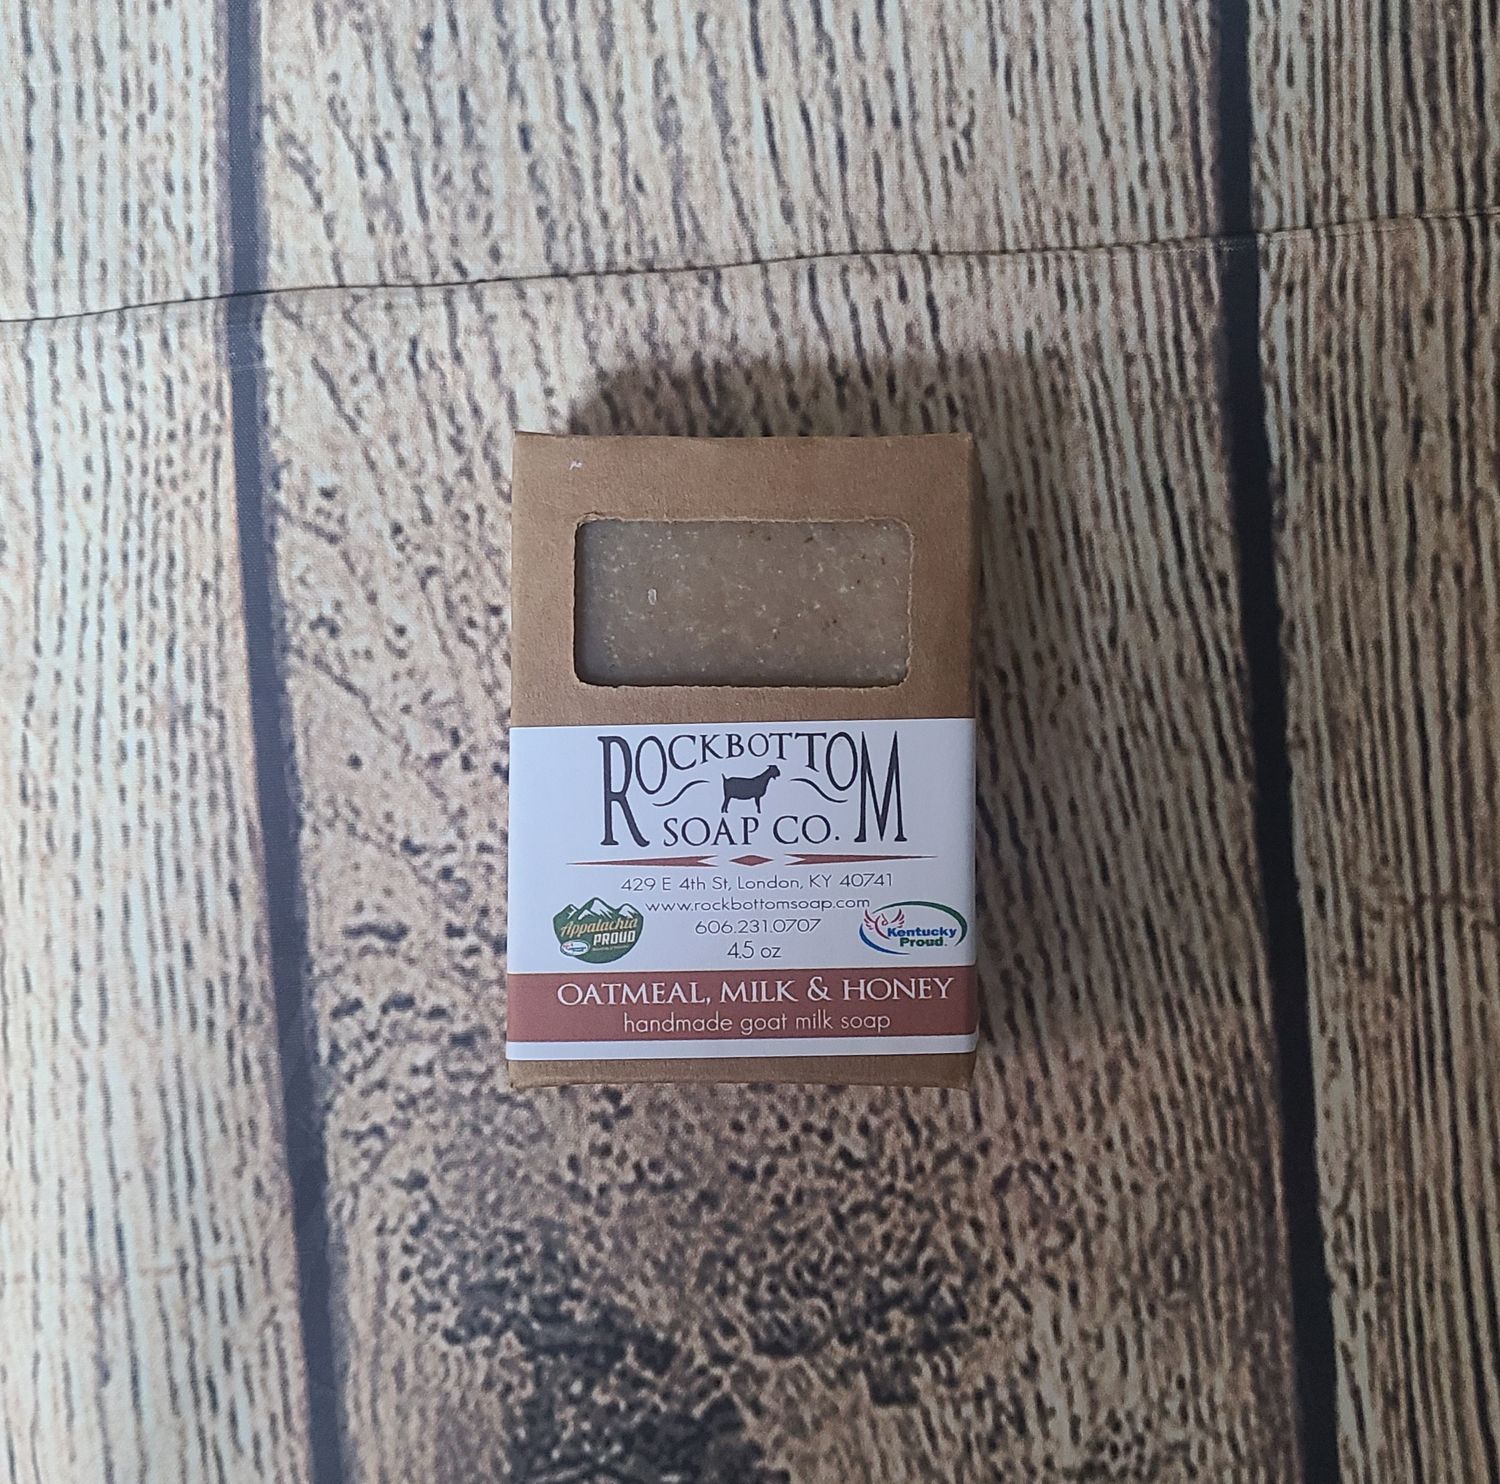 ROCKBOTTOM
SOAP CO.
429 E 4th St, London, KY 40741
www.rockbottomsoap.com
606.231.0707
4.5 oz
Appalachia
PROUD
Kentucky
Proud
OATMEAL, MILK & HONEY
handmade goat milk soap